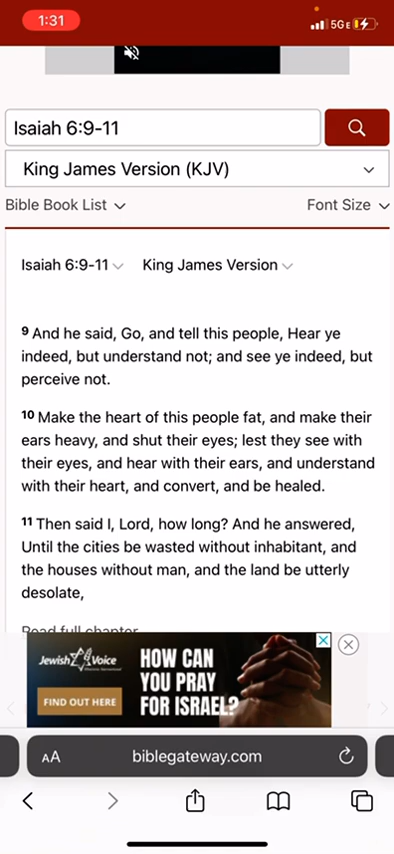 1:31
5GE
Isaiah 6:9-11
King James Version (KJV)
Bible Book List
Font Size
Isaiah 6:9-11 King James Version
9 And he said, Go, and tell this people, Hear ye
indeed, but understand not; and see ye indeed, but
perceive not.
10 Make the heart of this people fat, and make their
ears heavy, and shut their eyes; lest they see with
their eyes, and hear with their ears, and understand
with their heart, and convert, and be healed.
11 Then said I, Lord, how long? And he answered,
Until the cities be wasted without inhabitant, and
the houses without man, and the land be utterly
desolate,
Read full chapter
Jewish Voice
HOW CAN
YOU PRAY
FOR ISRAEL?
FIND OUT HERE
AA biblegateway.com